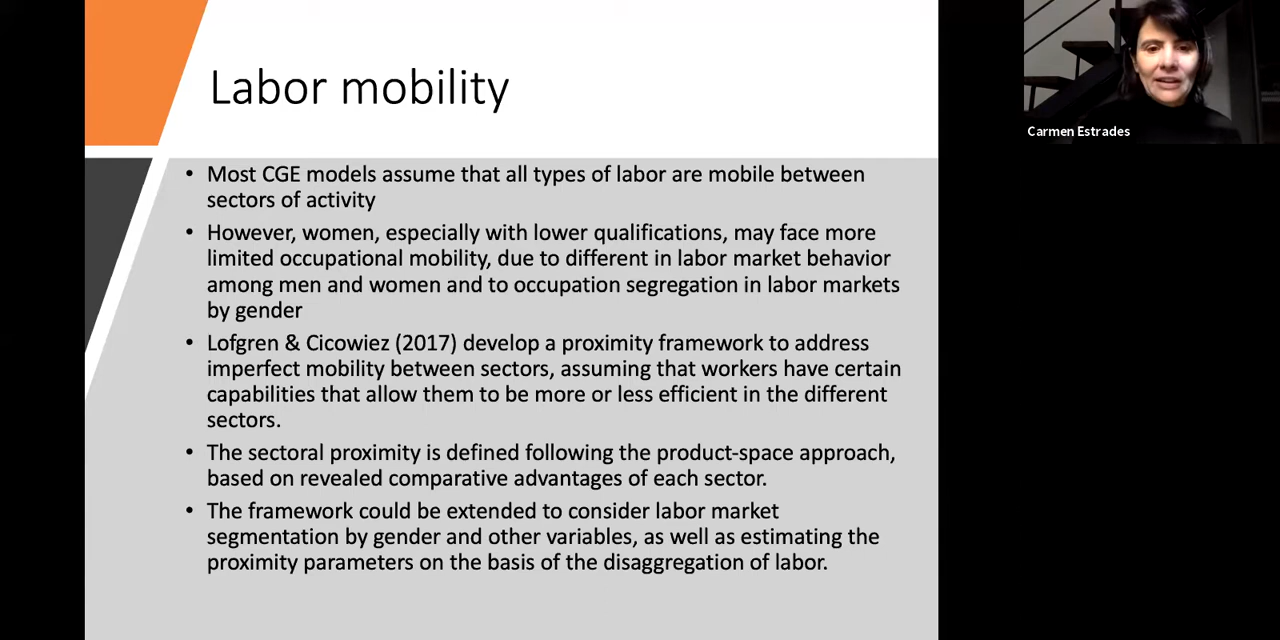 Labor mobility
• Most CGE models assume that all types of labor are mobile between
sectors of activity
• However, women, especially with lower qualifications, may face more
limited occupational mobility, due to different in labor market behavior
among men and women and to occupation segregation in labor markets
by gender
• Lofgren & Cicowiez (2017) develop a proximity framework to address
imperfect mobility between sectors, assuming that workers have certain
capabilities that allow them to be more or less efficient in the different
sectors.
• The sectoral proximity is defined following the product-space approach,
based on revealed comparative advantages of each sector.
• The framework could be extended to consider labor market
segmentation by gender and other variables, as well as estimating the
proximity parameters on the basis of the disaggregation of labor.
Carmen Estrades